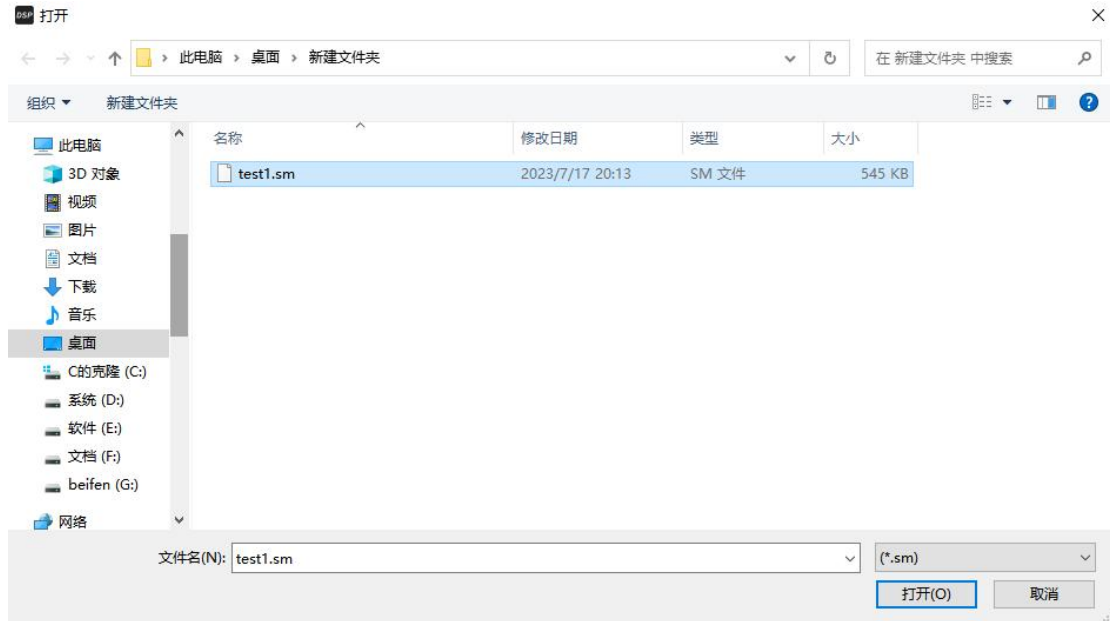 DSP 打开
此电脑 › 桌面 › 新建文件夹
在 新建文件夹 中搜索
组织 新建文件夹
名称 修改日期 类型 大小
test1.sm 2023/7/17 20:13 SM 文件 545 KB
此电脑
3D 对象
视频
图片
文档
下载
音乐
桌面
C的克隆 (C:)
系统 (D:)
软件 (E:)
文档 (F:)
beifen (G:)
网络
文件名(N): test1.sm (*.sm)
打开(O) 取消